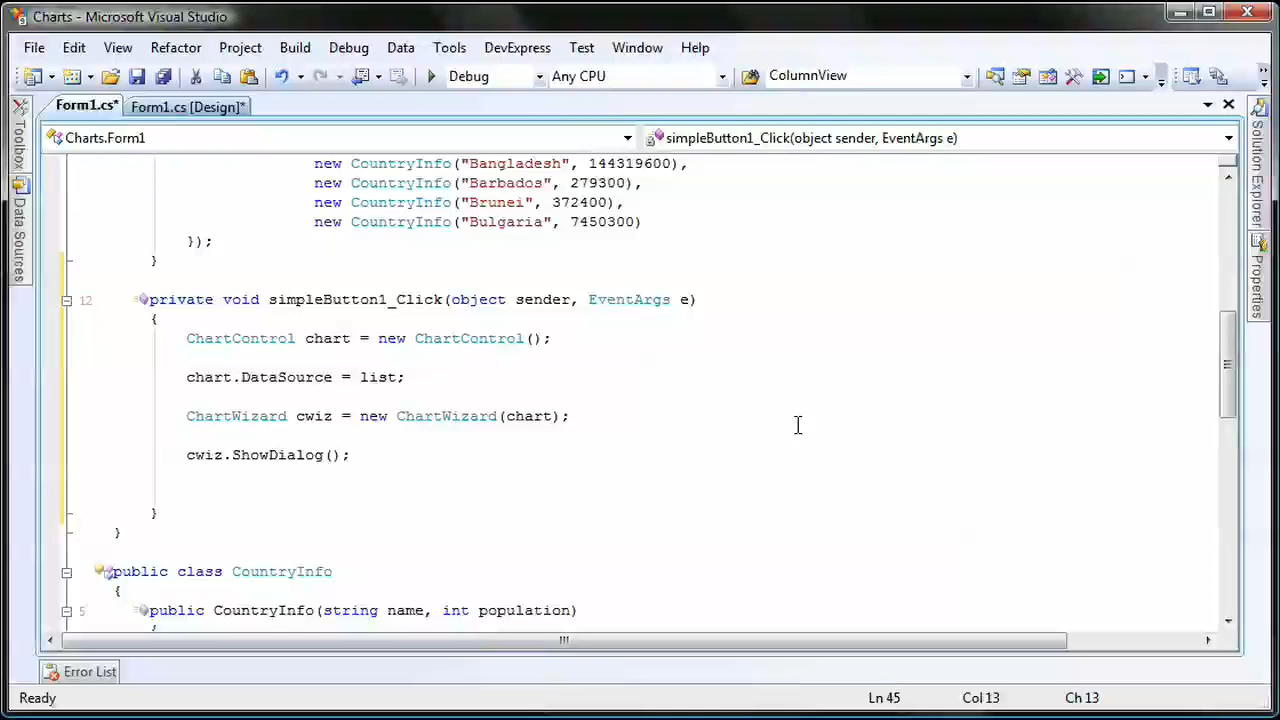 Charts - Microsoft Visual Studio
File Edit View Refactor Project Build Debug Data Tools DevExpress Test Window Help
Debug Any CPU ColumnView
Form1.cs* Form1.cs [Design]*
Charts.Form1 simpleButton1_Click(object sender, EventArgs e)
Toolbox
Data Sources
Solution Explorer
Properties
new CountryInfo("Bangladesh", 144319600),
new CountryInfo("Barbados", 279300),
new CountryInfo("Brunei", 372400),
new CountryInfo("Bulgaria", 7450300)
});
}
12 private void simpleButton1_Click(object sender, EventArgs e)
{
ChartControl chart = new ChartControl();
chart.DataSource = list;
ChartWizard cwiz = new ChartWizard(chart);
cwiz.ShowDialog();
}
}
public class CountryInfo
{
5 public CountryInfo(string name, int population)
Error List
Ready Ln 45 Col 13 Ch 13